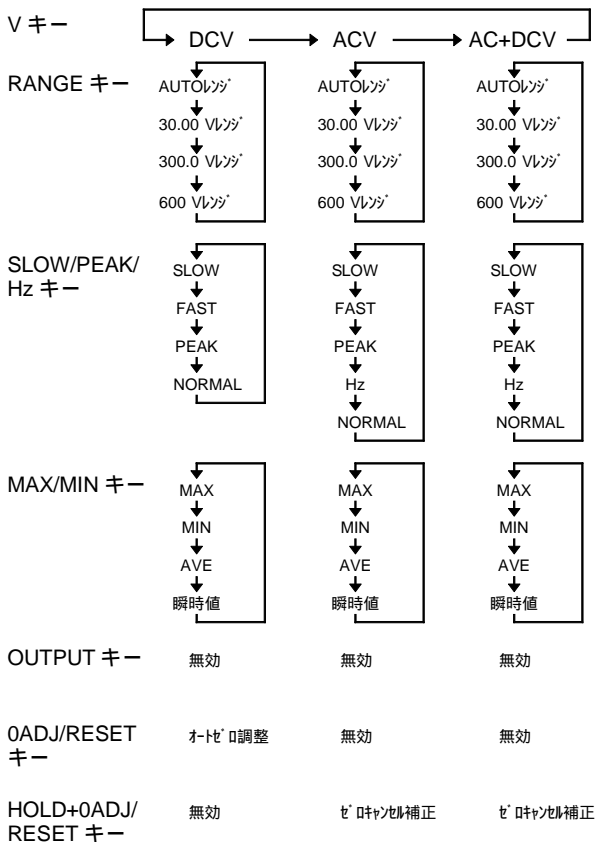 V キー
DCV ACV AC+DCV
RANGE キー
AUTOﾚﾝｼﾞ AUTOﾚﾝｼﾞ AUTOﾚﾝｼﾞ
30.00 Vﾚﾝｼﾞ 30.00 Vﾚﾝｼﾞ 30.00 Vﾚﾝｼﾞ
300.0 Vﾚﾝｼﾞ 300.0 Vﾚﾝｼﾞ 300.0 Vﾚﾝｼﾞ
600 Vﾚﾝｼﾞ 600 Vﾚﾝｼﾞ 600 Vﾚﾝｼﾞ
SLOW/PEAK/
Hz キー
SLOW SLOW SLOW
FAST FAST FAST
PEAK PEAK PEAK
NORMAL Hz Hz
NORMAL NORMAL
MAX/MIN キー
MAX MAX MAX
MIN MIN MIN
AVE AVE AVE
瞬時値 瞬時値 瞬時値
OUTPUT キー 無効 無効 無効
0ADJ/RESET
キー
ｵｰﾄｾﾞﾛ調整 無効 無効
HOLD+0ADJ/
RESET キー
無効 ｾﾞﾛｷｬﾝｾﾙ補正 ｾﾞﾛｷｬﾝｾﾙ補正